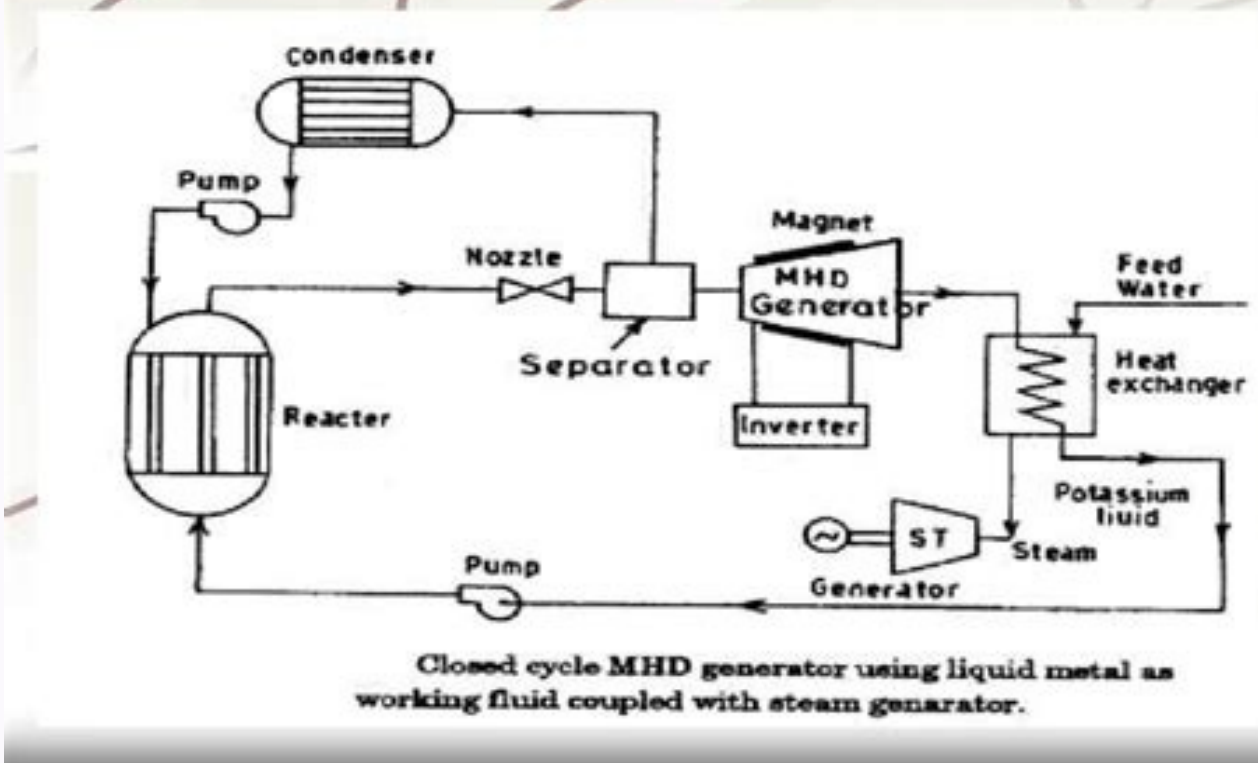 Condenser
Pump
Nozzle
Magnet
MHD
Generator
Feed
Water
Separator
Heat
exchanger
Reacter
Inverter
Potassium
liuid
ST
Steam
Pump
Generator
~
Closed cycle MHD generator using liquid metal as
working fluid coupled with steam genarator.